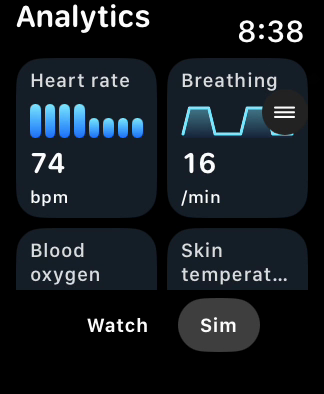 Analytics
8:38
Heart rate
Breathing
74
16
bpm
/min
Blood
oxygen
Skin
temperat...
Watch
Sim